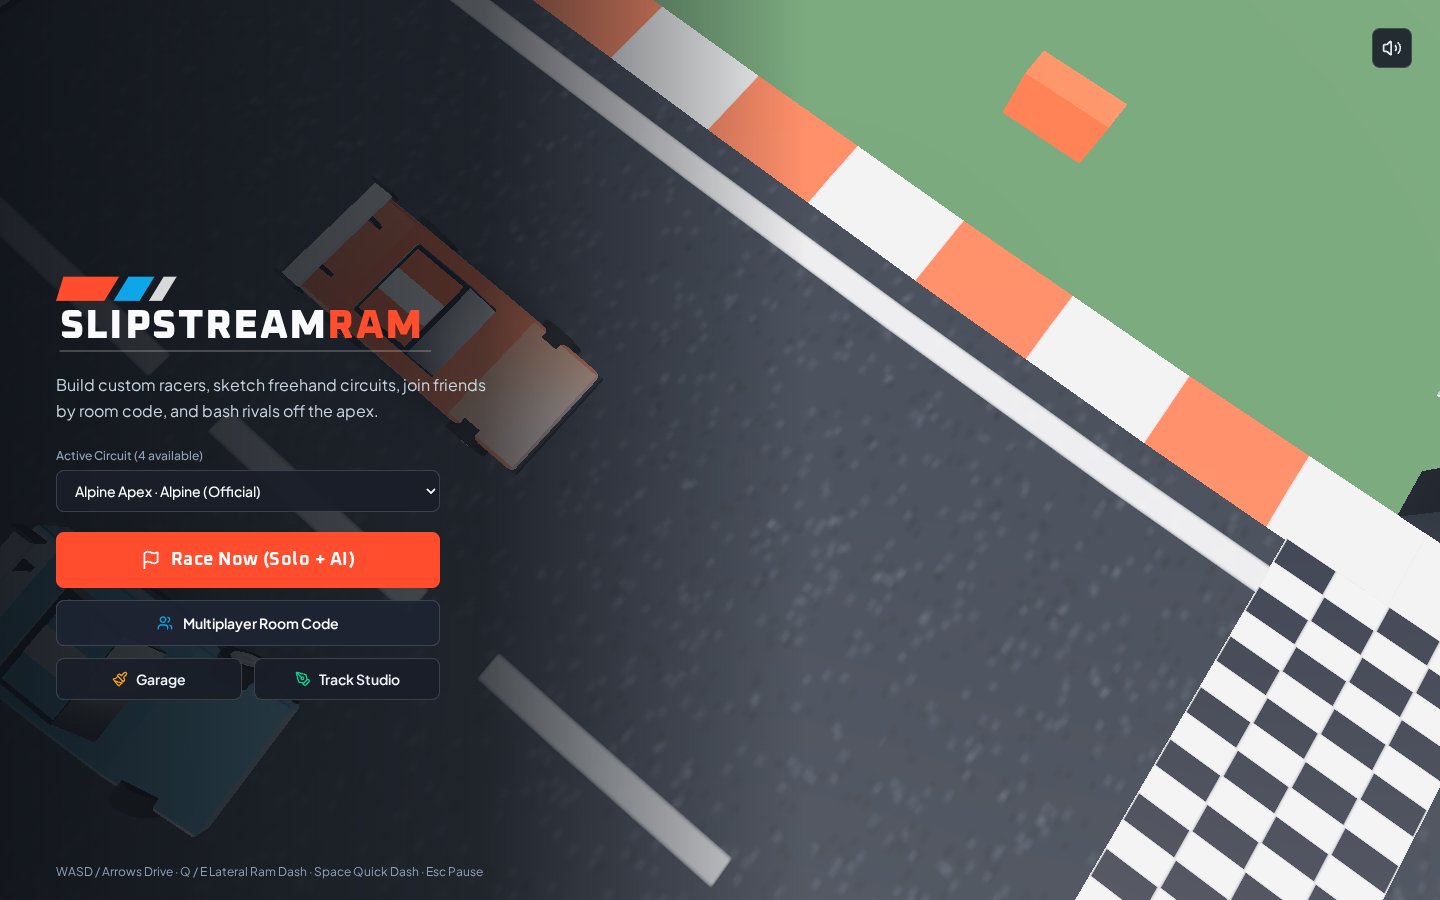 SLIPSTREAMRAM
Build custom racers, sketch freehand circuits, join friends
by room code, and bash rivals off the apex.
Active Circuit (4 available)
Alpine Apex · Alpine (Official)
Race Now (Solo + AI)
Multiplayer Room Code
Garage
Track Studio
WASD / Arrows Drive · Q / E Lateral Ram Dash · Space Quick Dash · Esc Pause